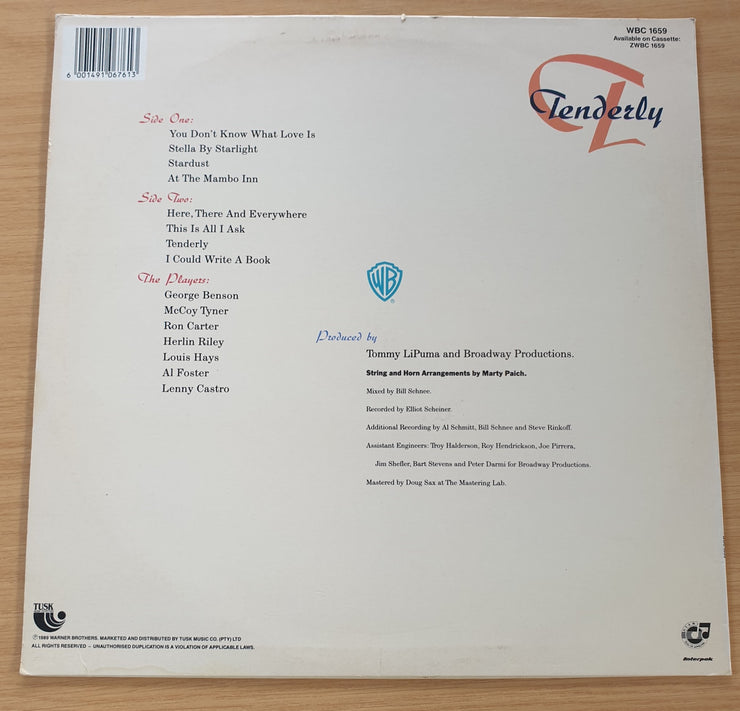 6 001491 067613
WBC 1659
Available on Cassette:
ZWBC 1659
Tenderly
Side One:
You Don't Know What Love Is
Stella By Starlight
Stardust
At The Mambo Inn
Side Two:
Here, There And Everywhere
This Is All I Ask
Tenderly
I Could Write A Book
The Players:
George Benson
McCoy Tyner
Ron Carter
Herlin Riley
Louis Hays
Al Foster
Lenny Castro
WB
Produced by
Tommy LiPuma and Broadway Productions.
String and Horn Arrangements by Marty Paich.
Mixed by Bill Schnee.
Recorded by Elliot Scheiner.
Additional Recording by Al Schmitt, Bill Schnee and Steve Rinkoff.
Assistant Engineers: Troy Halderson, Roy Hendrickson, Joe Pirrera,
Jim Shefler, Bart Stevens and Peter Darmi for Broadway Productions.
Mastered by Doug Sax at The Mastering Lab.
TUSK
℗1989 WARNER BROTHERS. MARKETED AND DISTRIBUTED BY TUSK MUSIC CO. (PTY) LTD
ALL RIGHTS RESERVED – UNAUTHORISED DUPLICATION IS A VIOLATION OF APPLICABLE LAWS.
Interpak